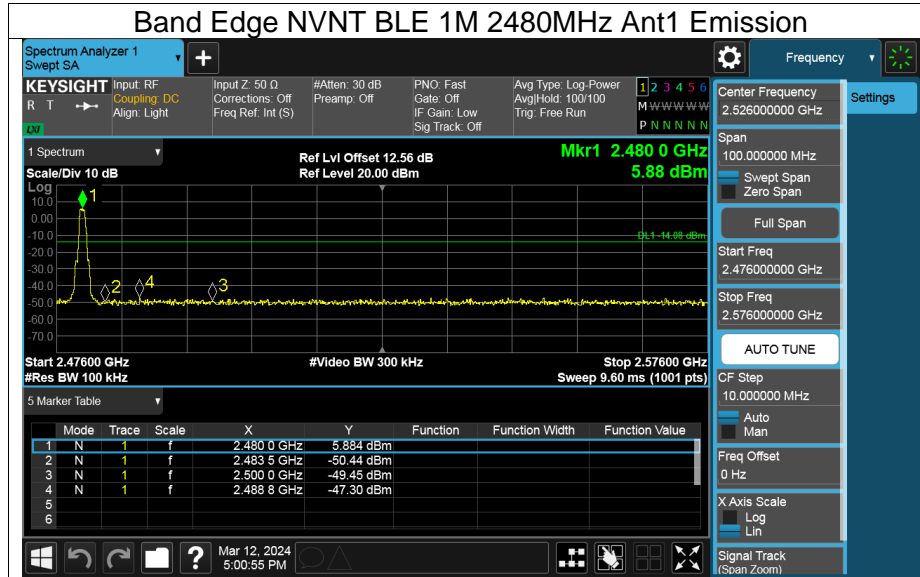 Band Edge NVNT BLE 1M 2480MHz Ant1 Emission
Spectrum Analyzer 1
Swept SA
Frequency
KEYSIGHT
R T
LXI
Input: RF
Coupling: DC
Align: Light
Input Z: 50 Ω
Corrections: Off
Freq Ref: Int (S)
#Atten: 30 dB
Preamp: Off
PNO: Fast
Gate: Off
IF Gain: Low
Sig Track: Off
Avg Type: Log-Power
Avg|Hold: 100/100
Trig: Free Run
1 2 3 4 5 6
M W W W W W
P N N N N N
1 Spectrum
Scale/Div 10 dB
Ref Lvl Offset 12.56 dB
Ref Level 20.00 dBm
Mkr1 2.480 0 GHz
5.88 dBm
Log
10.0
0.00
-10.0
-20.0
-30.0
-40.0
-50.0
-60.0
-70.0
1
2
4
3
DL1 -14.08 dBm
Start 2.47600 GHz
#Res BW 100 kHz
#Video BW 300 kHz
Stop 2.57600 GHz
Sweep 9.60 ms (1001 pts)
5 Marker Table
Mode Trace Scale X Y Function Function Width Function Value
1 N 1 f 2.480 0 GHz 5.884 dBm
2 N 1 f 2.483 5 GHz -50.44 dBm
3 N 1 f 2.500 0 GHz -49.45 dBm
4 N 1 f 2.488 8 GHz -47.30 dBm
5
6
Mar 12, 2024
5:00:55 PM
Center Frequency
2.526000000 GHz
Span
100.000000 MHz
Swept Span
Zero Span
Full Span
Start Freq
2.476000000 GHz
Stop Freq
2.576000000 GHz
AUTO TUNE
CF Step
10.000000 MHz
Auto
Man
Freq Offset
0 Hz
X Axis Scale
Log
Lin
Signal Track
(Span Zoom)
Settings